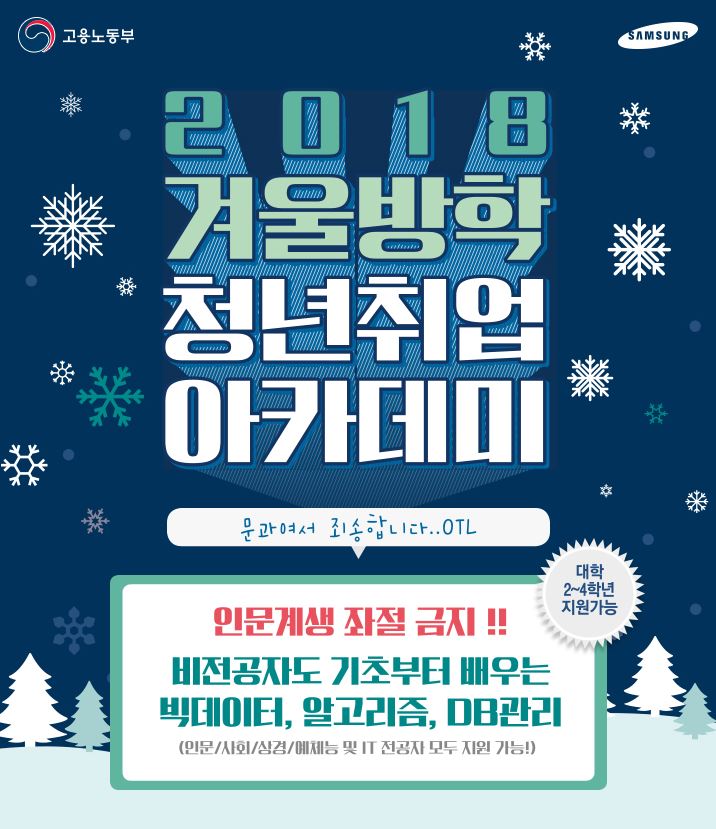 고용노동부
SAMSUNG
2018
겨울방학
청년취업
아카데미
문과여서 죄송합니다..OTL
대학
2~4학년
지원가능
인문계생 좌절 금지 !!
비전공자도 기초부터 배우는
빅데이터, 알고리즘, DB관리
(인문/사회/상경/예체능 및 IT 전공자 모두 지원 가능!)